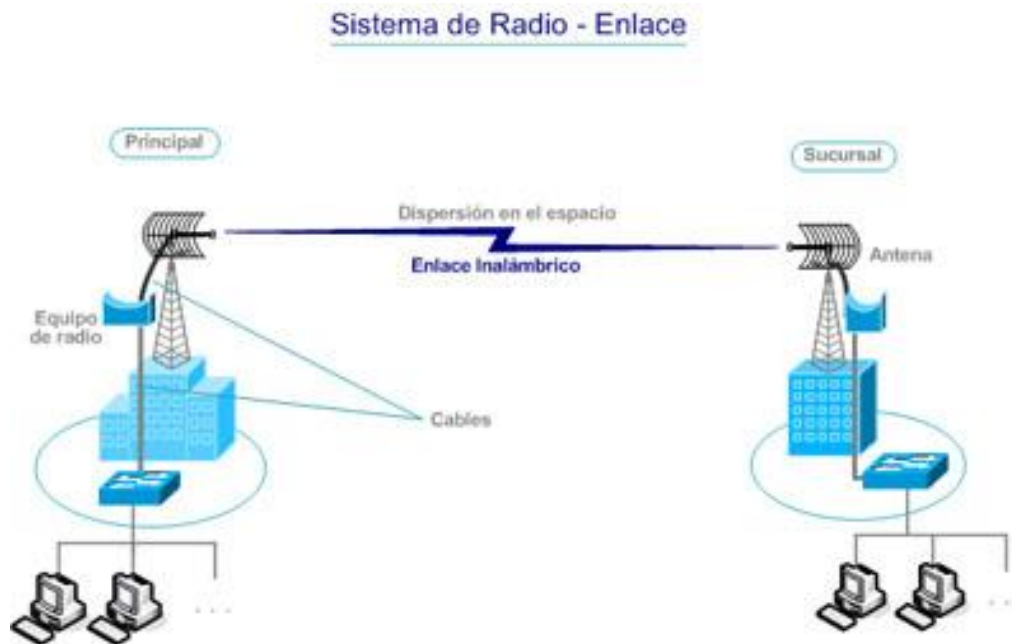 Sistema de Radio - Enlace
Principal
Sucursal
Dispersión en el espacio
Enlace Inalámbrico
Antena
Equipo
de radio
Cables
. . .
. .